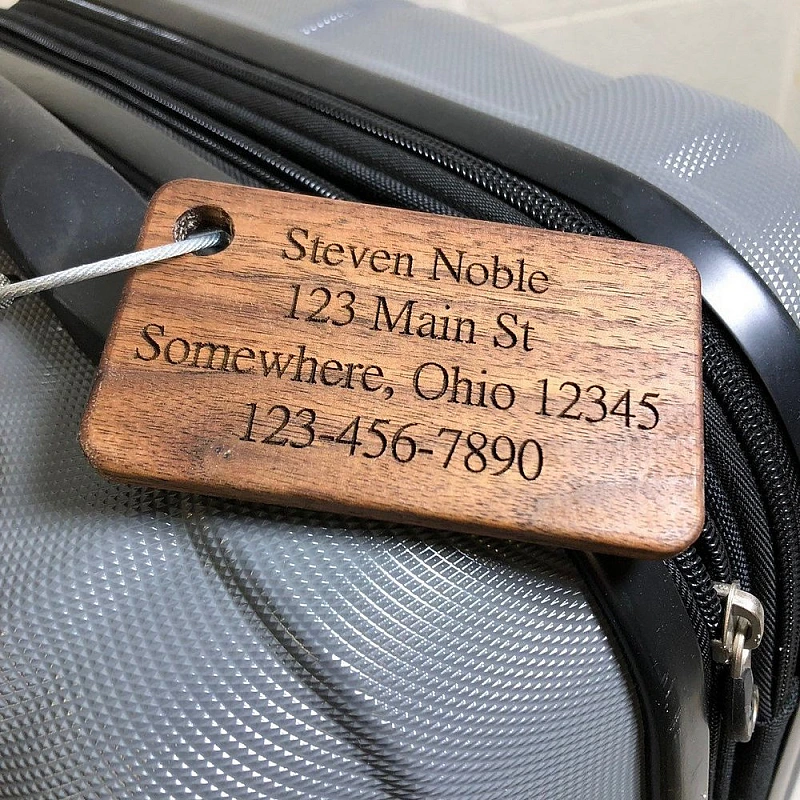 Steven Noble
123 Main St
Somewhere, Ohio 12345
123-456-7890